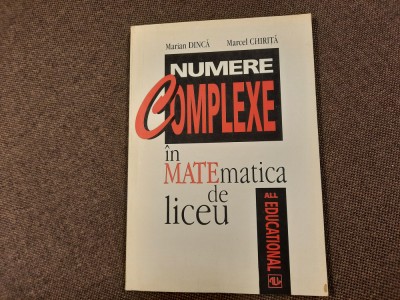 Marian DINCĂ Marcel CHIRIȚĂ
NUMERE
COMPLEXE
în
MATEmatica
de
liceu
ALL EDUCATIONAL